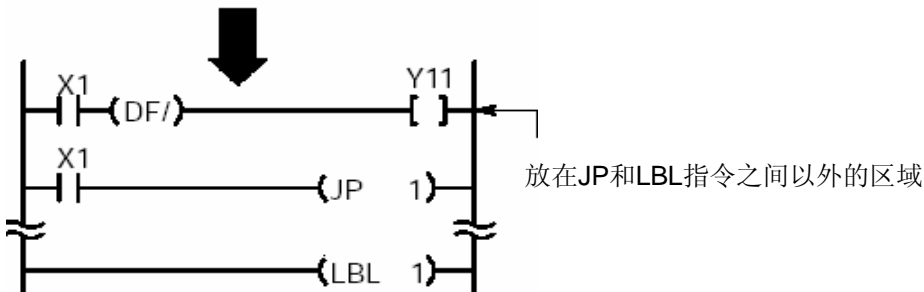 X1 Y11
(DF/) [ ]
X1
(JP 1)
放在JP和LBL指令之间以外的区域
(LBL 1)